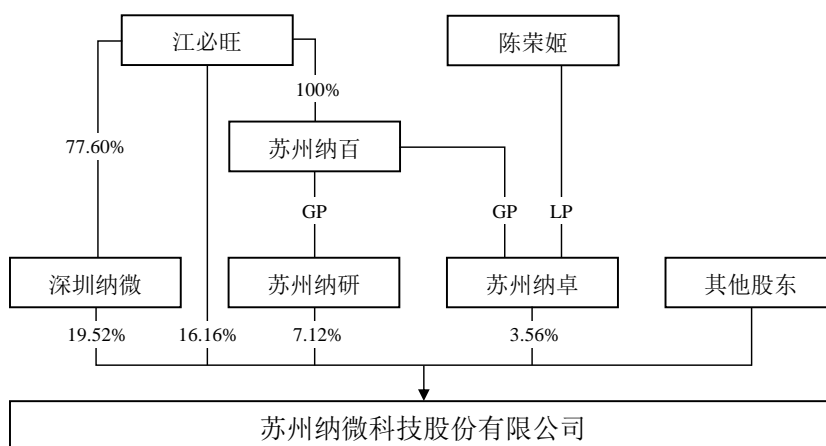 江必旺
陈荣姬
100%
77.60%
苏州纳百
GP
GP
LP
深圳纳微
苏州纳研
苏州纳卓
其他股东
19.52%
16.16%
7.12%
3.56%
苏州纳微科技股份有限公司